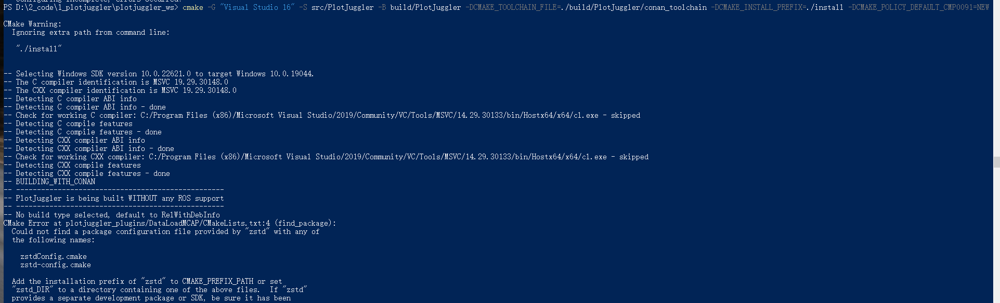 PS D:\2_code\1_plotjuggler\plotjuggler_ws> cmake -G "Visual Studio 16" -S src/PlotJuggler -B build/PlotJuggler -DCMAKE_TOOLCHAIN_FILE=./build/PlotJuggler/conan_toolchain -DCMAKE_INSTALL_PREFIX=./install -DCMAKE_POLICY_DEFAULT_CMP0091=NEW
CMake Warning:
Ignoring extra path from command line:
"./install"
-- Selecting Windows SDK version 10.0.22621.0 to target Windows 10.0.19044.
-- The C compiler identification is MSVC 19.29.30148.0
-- The CXX compiler identification is MSVC 19.29.30148.0
-- Detecting C compiler ABI info
-- Detecting C compiler ABI info - done
-- Check for working C compiler: C:/Program Files (x86)/Microsoft Visual Studio/2019/Community/VC/Tools/MSVC/14.29.30133/bin/Hostx64/x64/cl.exe - skipped
-- Detecting C compile features
-- Detecting C compile features - done
-- Detecting CXX compiler ABI info
-- Detecting CXX compiler ABI info - done
-- Check for working CXX compiler: C:/Program Files (x86)/Microsoft Visual Studio/2019/Community/VC/Tools/MSVC/14.29.30133/bin/Hostx64/x64/cl.exe - skipped
-- Detecting CXX compile features
-- Detecting CXX compile features - done
-- BUILDING_WITH_CONAN
-- --------------------------------------------------
-- PlotJuggler is being built WITHOUT any ROS support
-- --------------------------------------------------
-- No build type selected, default to RelWithDebInfo
CMake Error at plotjuggler_plugins/DataLoadMCAP/CMakeLists.txt:4 (find_package):
Could not find a package configuration file provided by "zstd" with any of
the following names:
zstdConfig.cmake
zstd-config.cmake
Add the installation prefix of "zstd" to CMAKE_PREFIX_PATH or set
"zstd_DIR" to a directory containing one of the above files.  If "zstd"
provides a separate development package or SDK, be sure it has been